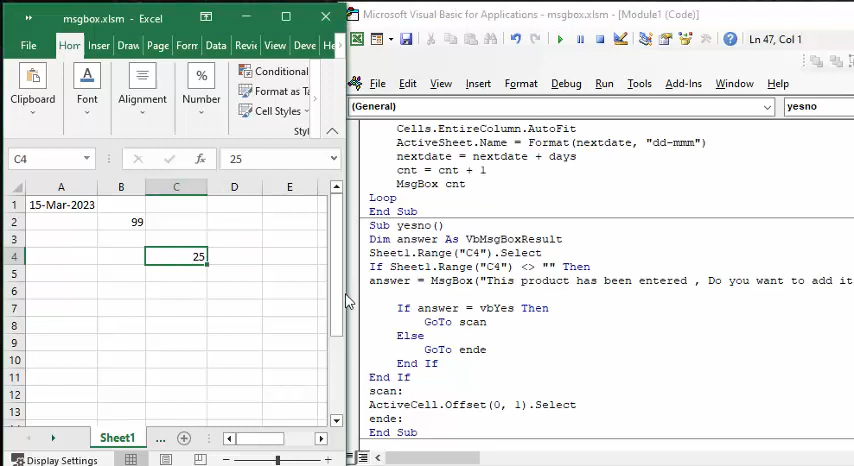 msgbox.xlsm - Excel
File Hom Inser Draw Page Form Data Revie View Deve He
Clipboard
Font
Alignment
%
Number
Conditional
Format as Ta
Cell Styles
Styl
C4
fx
25
A B C D E
1 15-Mar-2023
2 99
3
4 25
5
6
7
8
9
10
11
12
13
Sheet1 ...
Display Settings
Microsoft Visual Basic for Applications - msgbox.xlsm - [Module1 (Code)]
Ln 47, Col 1
File Edit View Insert Format Debug Run Tools Add-Ins Window Help
(General)
yesno
Cells.EntireColumn.AutoFit
ActiveSheet.Name = Format(nextdate, "dd-mmm")
nextdate = nextdate + days
cnt = cnt + 1
MsgBox cnt
Loop
End Sub
Sub yesno()
Dim answer As VbMsgBoxResult
Sheet1.Range("C4").Select
If Sheet1.Range("C4") <> "" Then
answer = MsgBox("This product has been entered , Do you want to add it
If answer = vbYes Then
GoTo scan
Else
GoTo ende
End If
End If
scan:
ActiveCell.Offset(0, 1).Select
ende:
End Sub